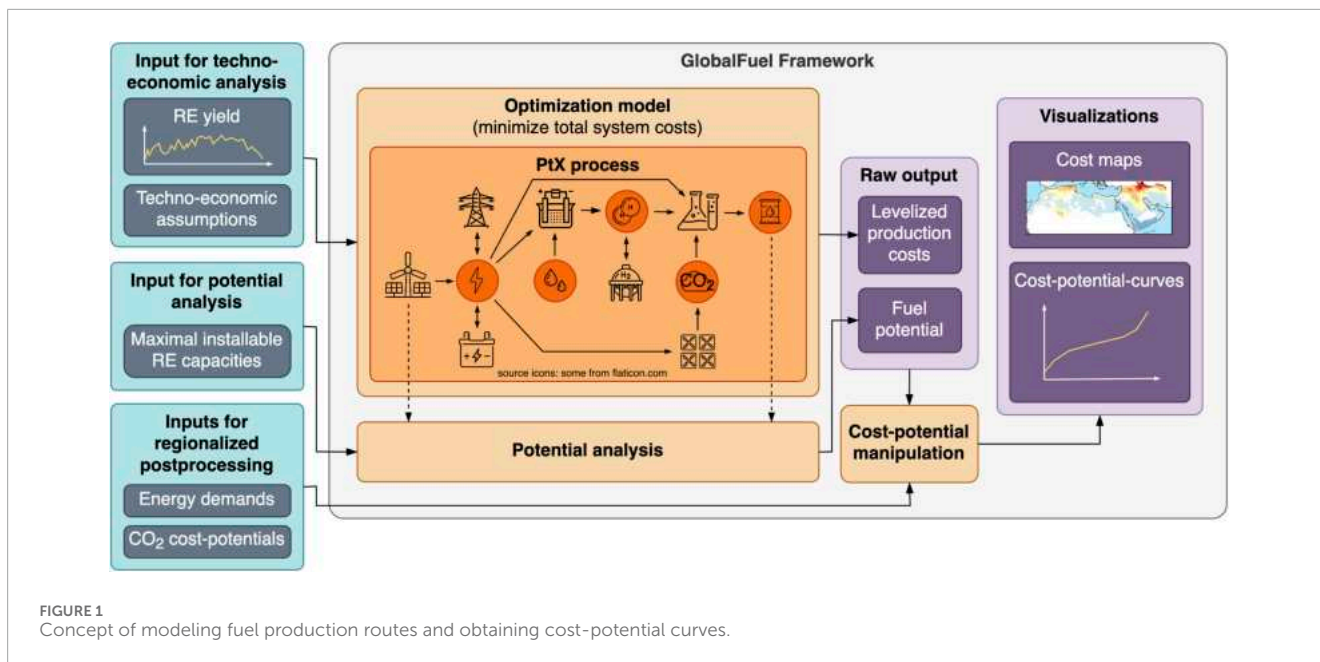 GlobalFuel Framework
Input for techno-
economic analysis
RE yield
Techno-economic
assumptions
Input for potential
analysis
Maximal installable
RE capacities
Inputs for
regionalized
postprocessing
Energy demands
CO₂ cost-potentials
Optimization model
(minimize total system costs)
PtX process
H₂
CO₂
source icons: some from flaticon.com
Potential analysis
Raw output
Levelized
production
costs
Fuel
potential
Cost-potential
manipulation
Visualizations
Cost maps
Cost-potential-curves
FIGURE 1
Concept of modeling fuel production routes and obtaining cost-potential curves.